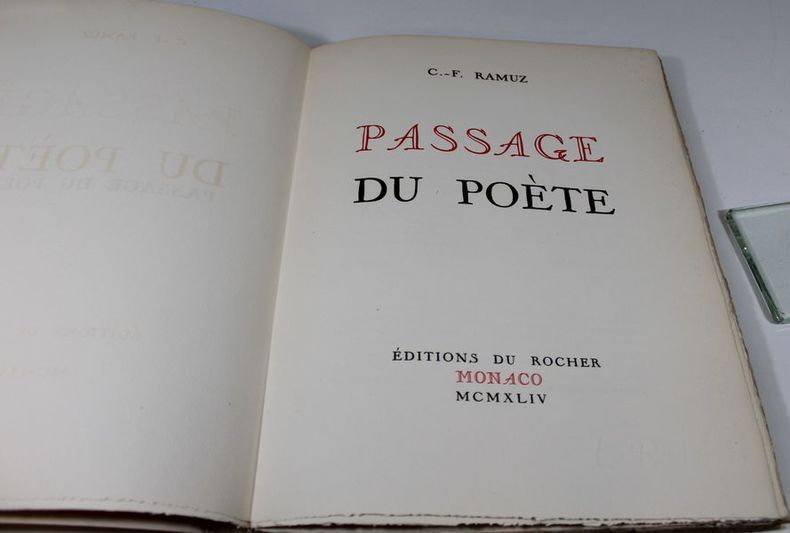 C.-F. RAMUZ
PASSAGE
DU POÈTE
ÉDITIONS DU ROCHER
MONACO
MCMXLIV